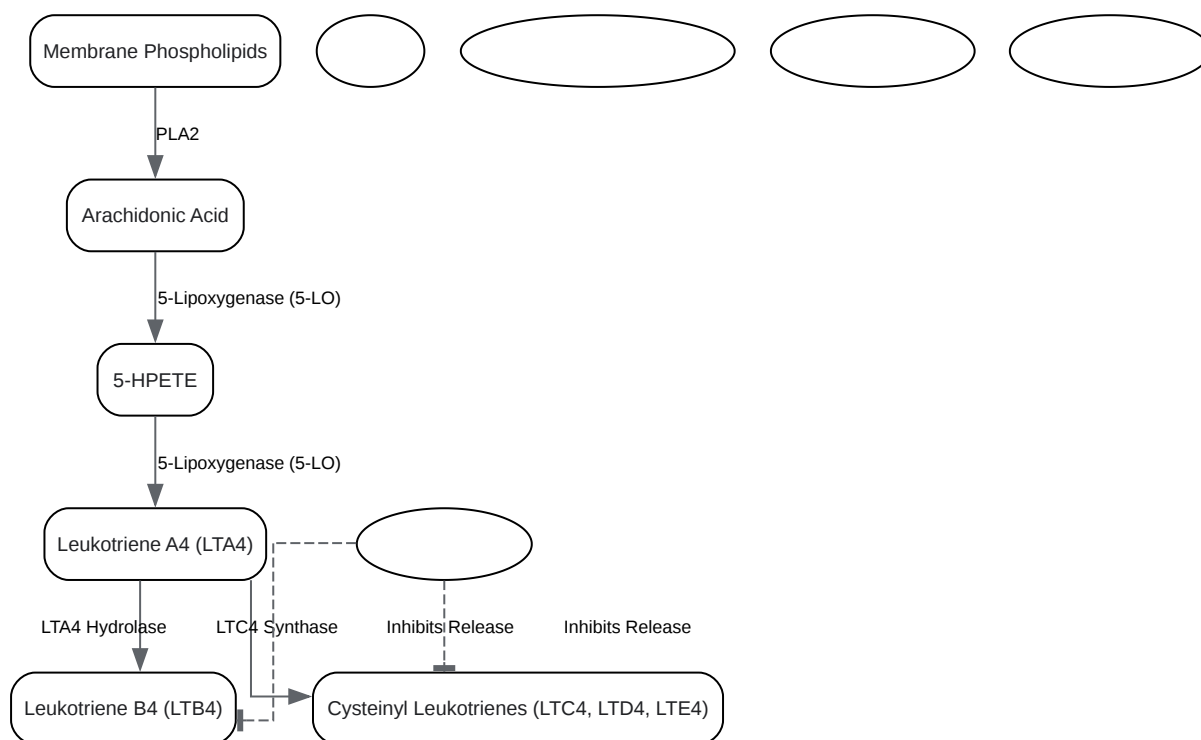 Membrane Phospholipids
PLA2
Arachidonic Acid
5-Lipoxygenase (5-LO)
5-HPETE
5-Lipoxygenase (5-LO)
Leukotriene A4 (LTA4)
LTA4 Hydrolase
LTC4 Synthase
Inhibits Release
Inhibits Release
Leukotriene B4 (LTB4)
Cysteinyl Leukotrienes (LTC4, LTD4, LTE4)